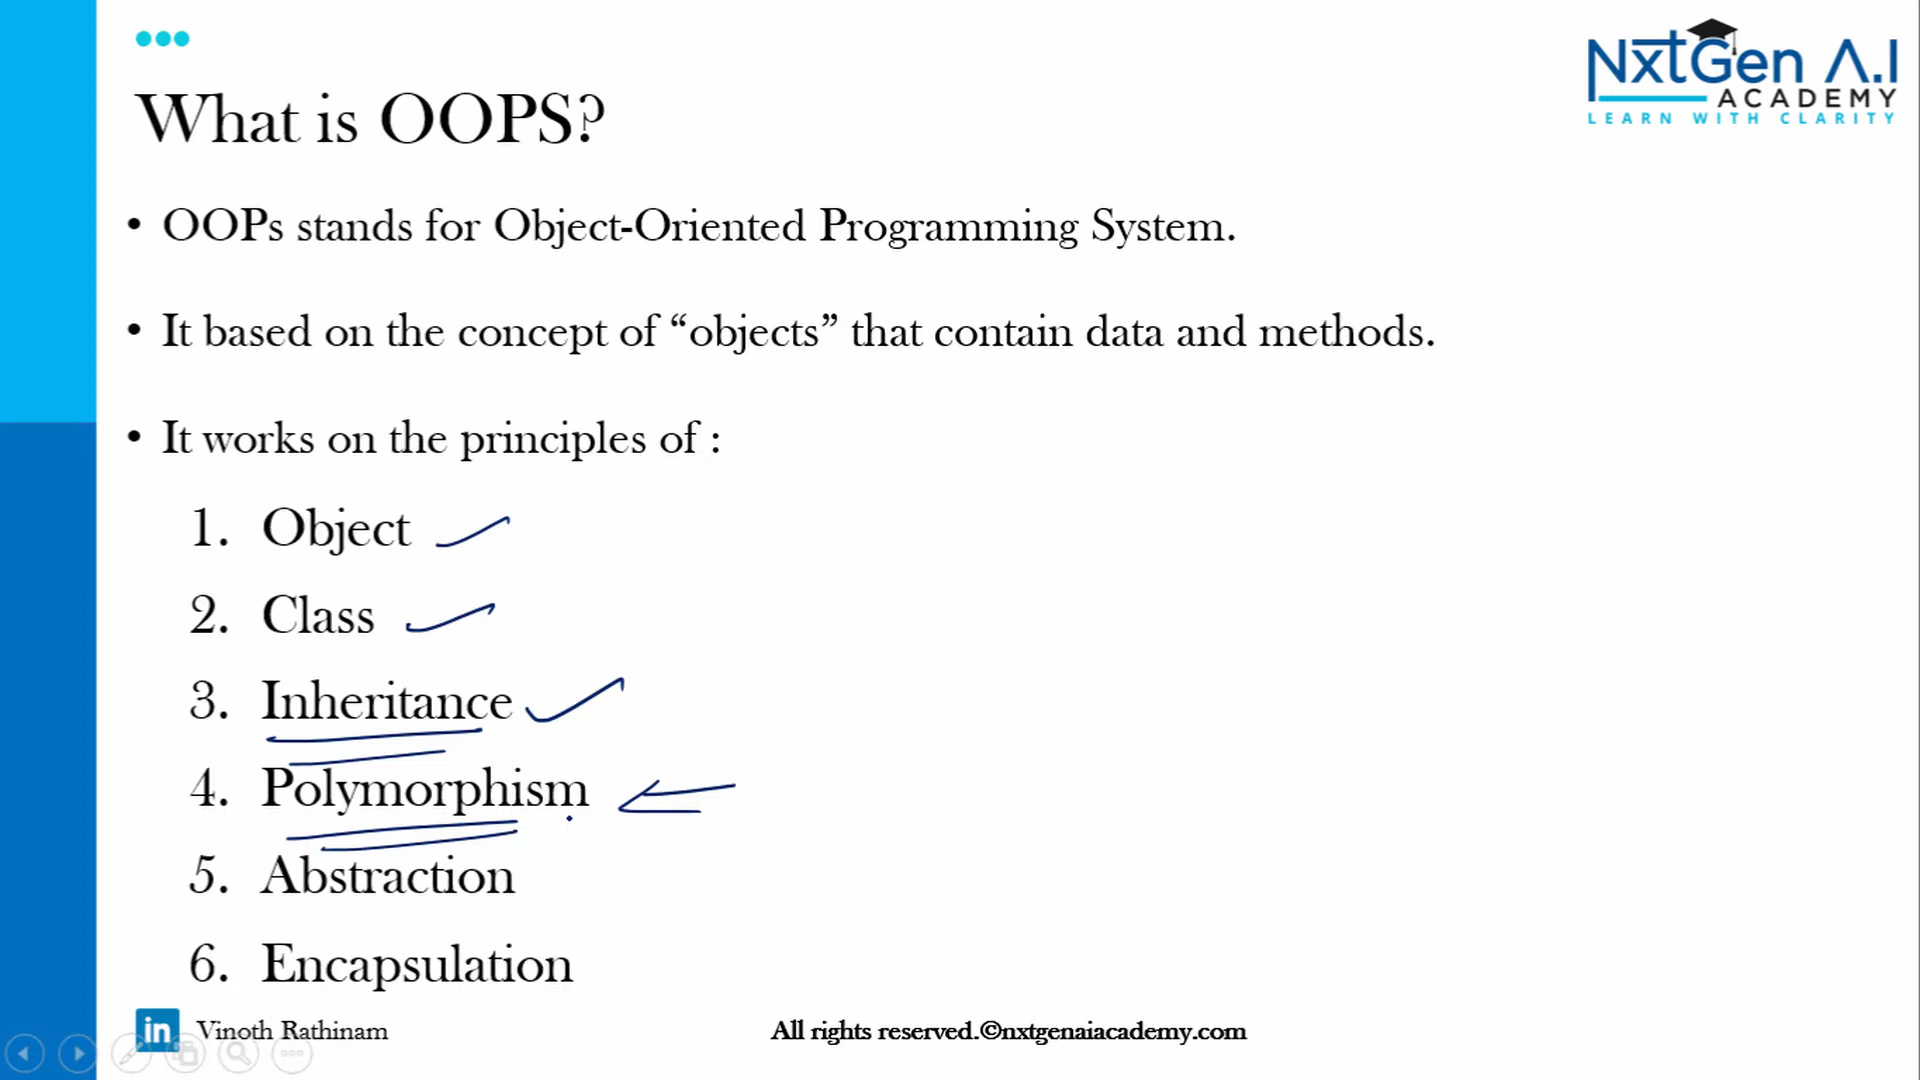 NxtGen A.I
ACADEMY
LEARN WITH CLARITY
What is OOPS?
• OOPs stands for Object-Oriented Programming System.
• It based on the concept of “objects” that contain data and methods.
• It works on the principles of :
1. Object
2. Class
3. Inheritance
4. Polymorphism
5. Abstraction
6. Encapsulation
in Vinoth Rathinam
All rights reserved.©nxtgenaiacademy.com